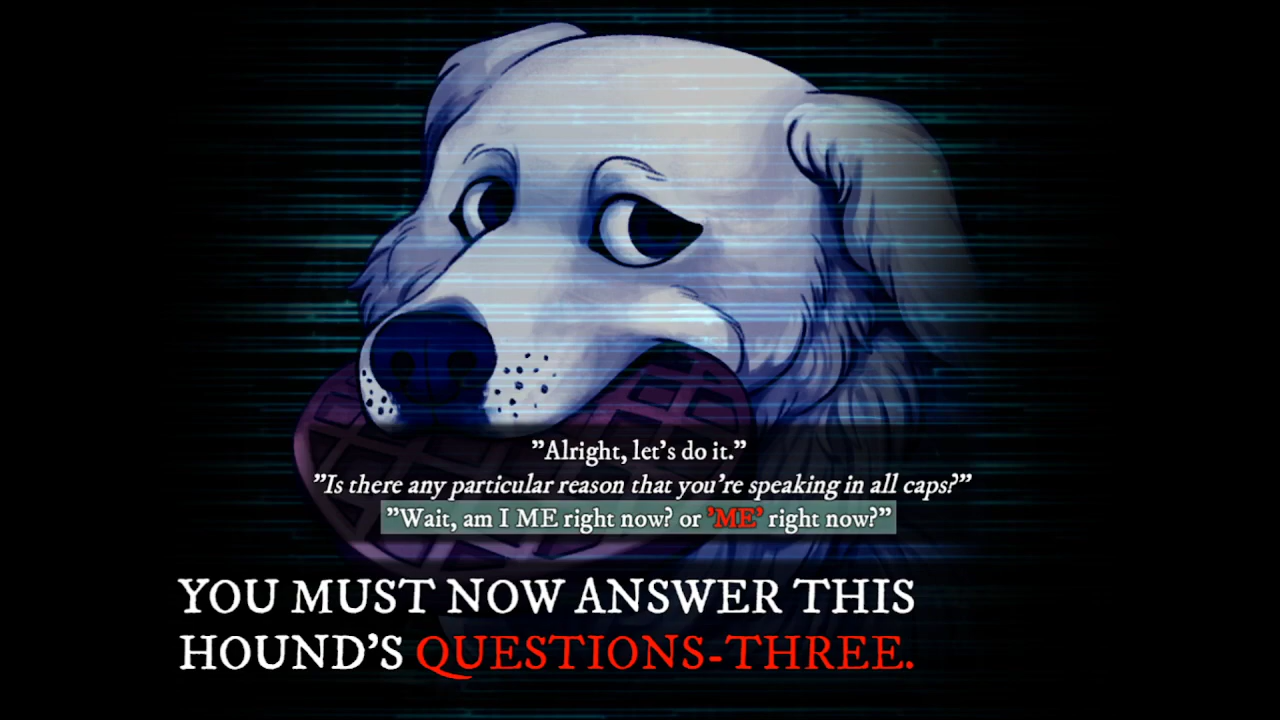 ”Alright, let’s do it.”
”Is there any particular reason that you’re speaking in all caps?”
”Wait, am I ME right now? or ’ME’ right now?”
YOU MUST NOW ANSWER THIS
HOUND’S QUESTIONS-THREE.